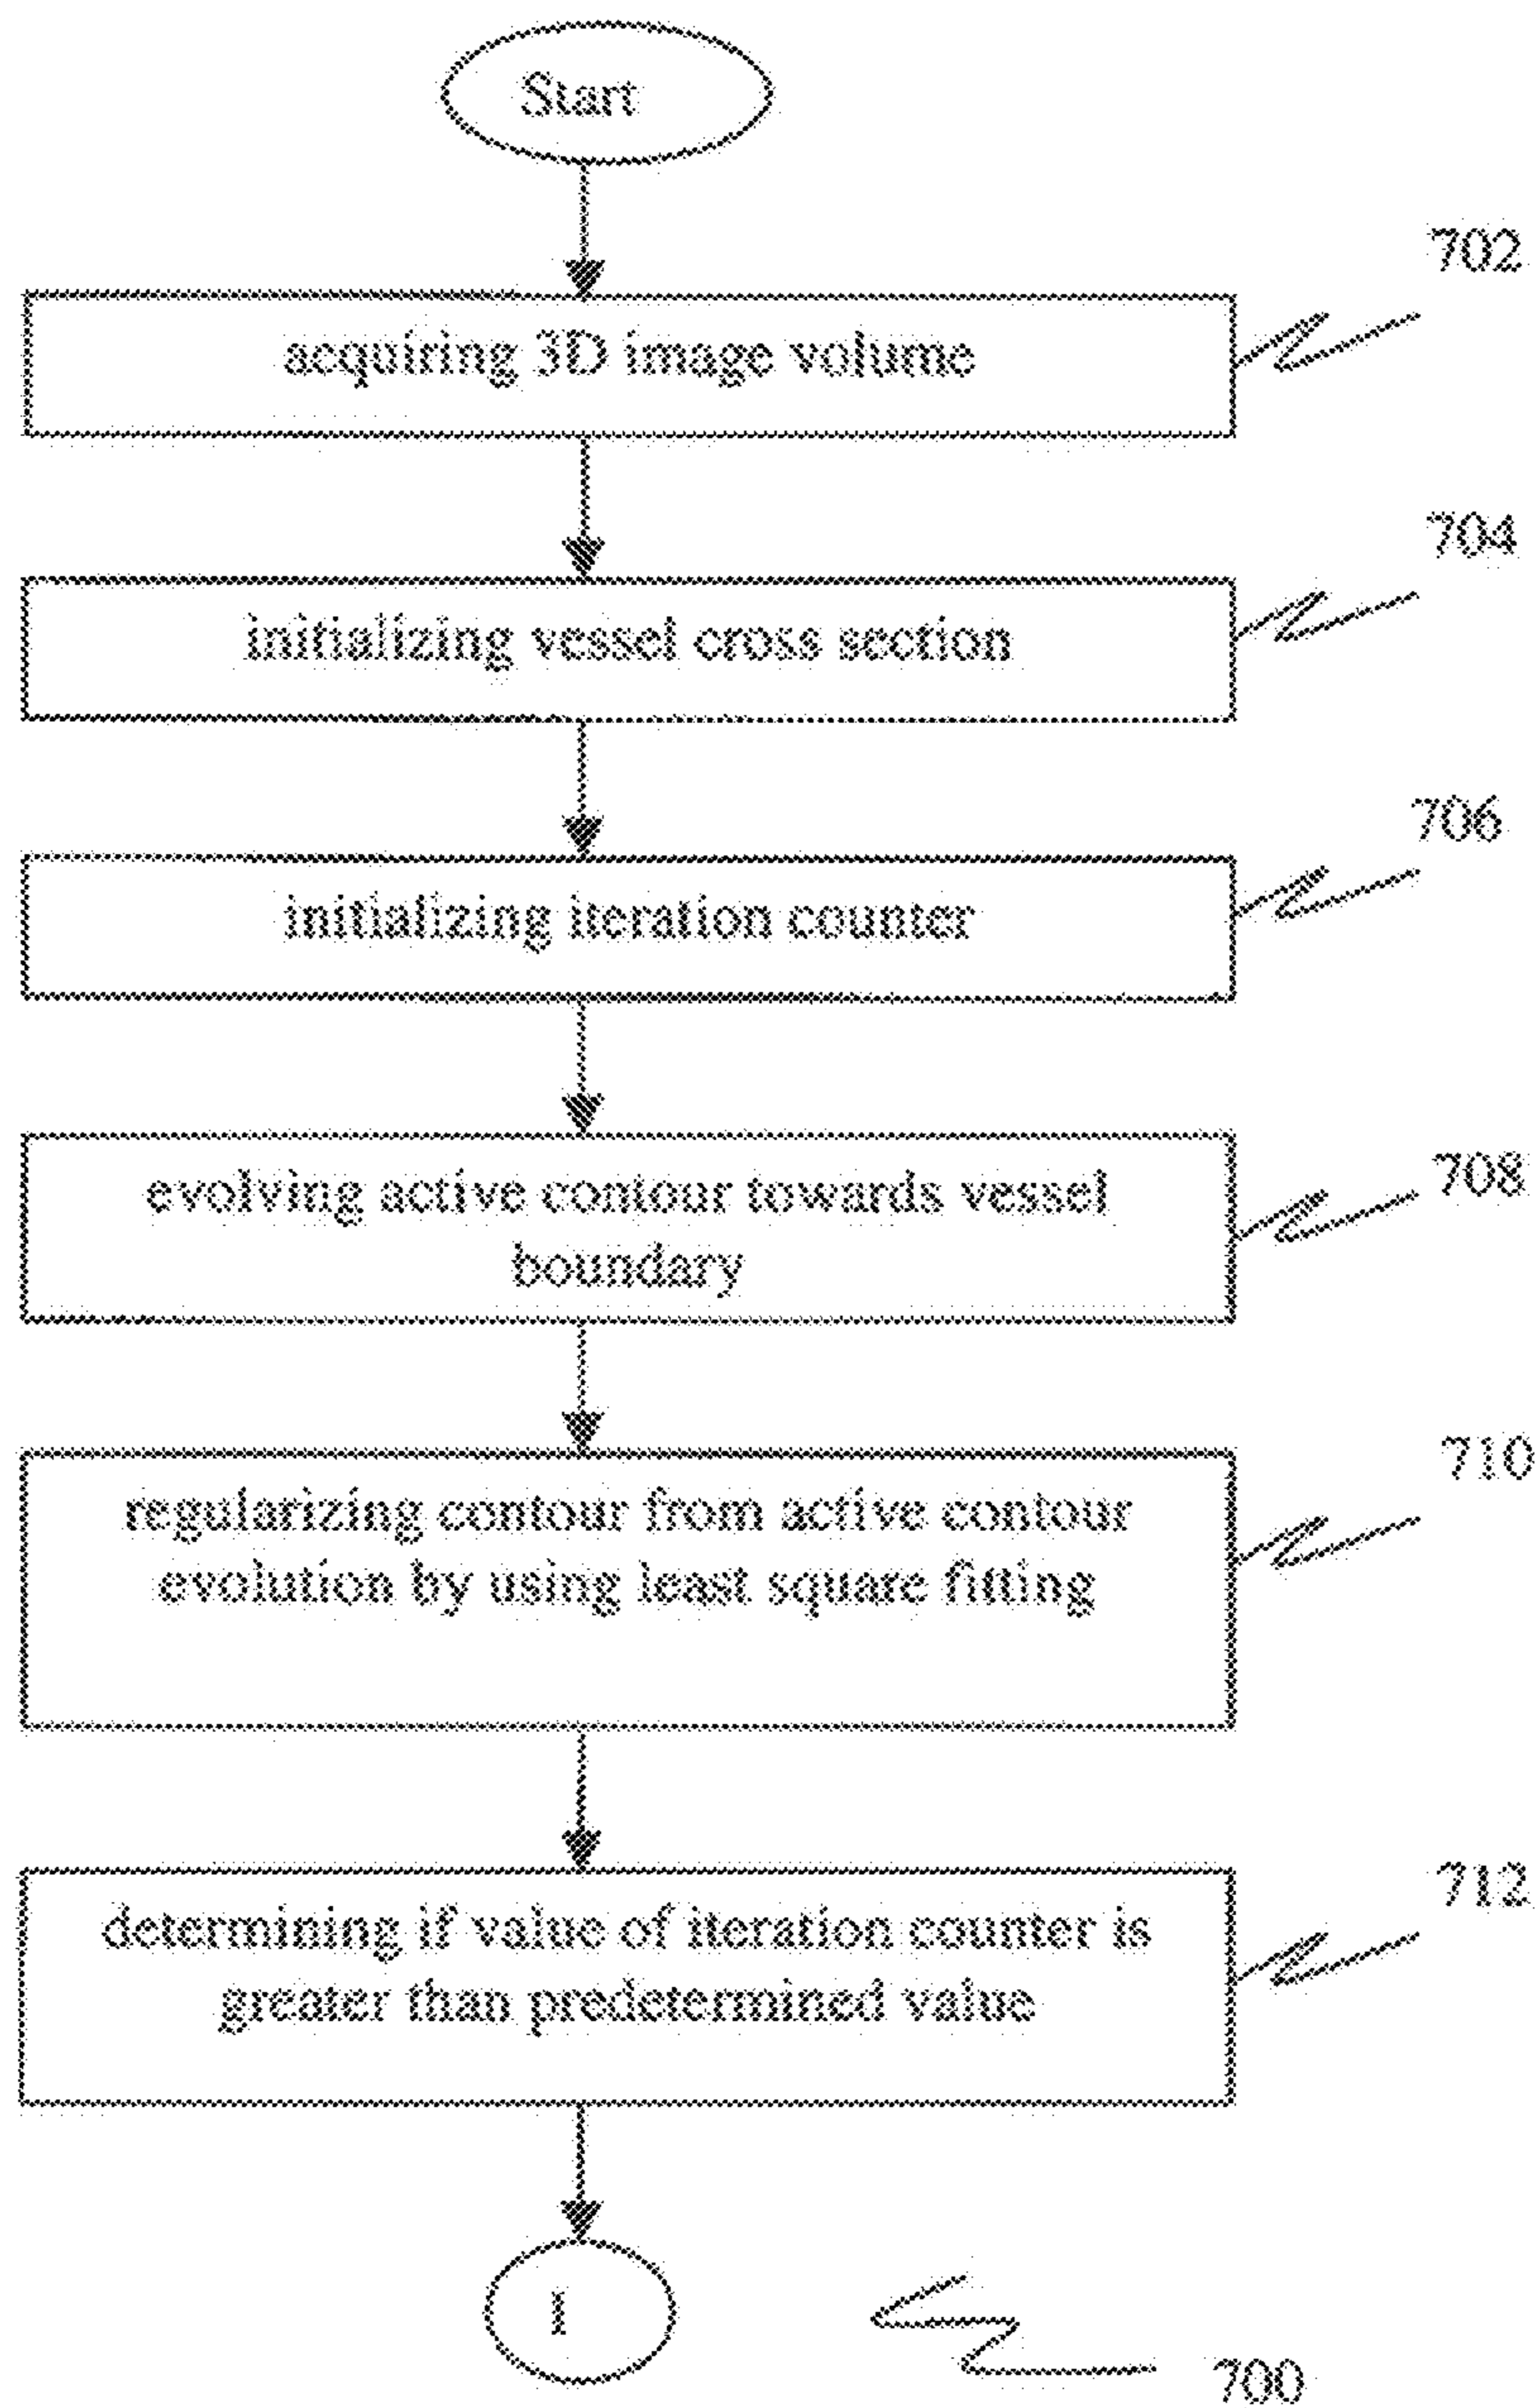 Start
702
acquiring 3D image volume
704
initializing vessel cross section
706
initializing iteration counter
708
evolving active contour towards vessel
boundary
710
regularizing contour from active contour
evolution by using least square fitting
712
determining if value of iteration counter is
greater than predetermined value
I
700